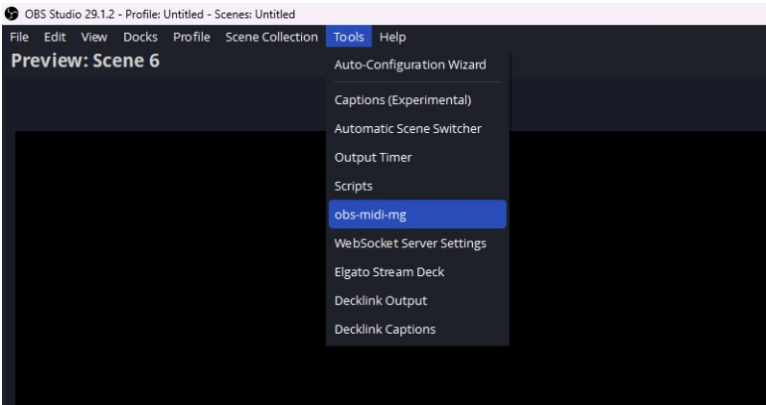 OBS Studio 29.1.2 - Profile: Untitled - Scenes: Untitled
File Edit View Docks Profile Scene Collection Tools Help
Preview: Scene 6
Auto-Configuration Wizard
Captions (Experimental)
Automatic Scene Switcher
Output Timer
Scripts
obs-midi-mg
WebSocket Server Settings
Elgato Stream Deck
Decklink Output
Decklink Captions